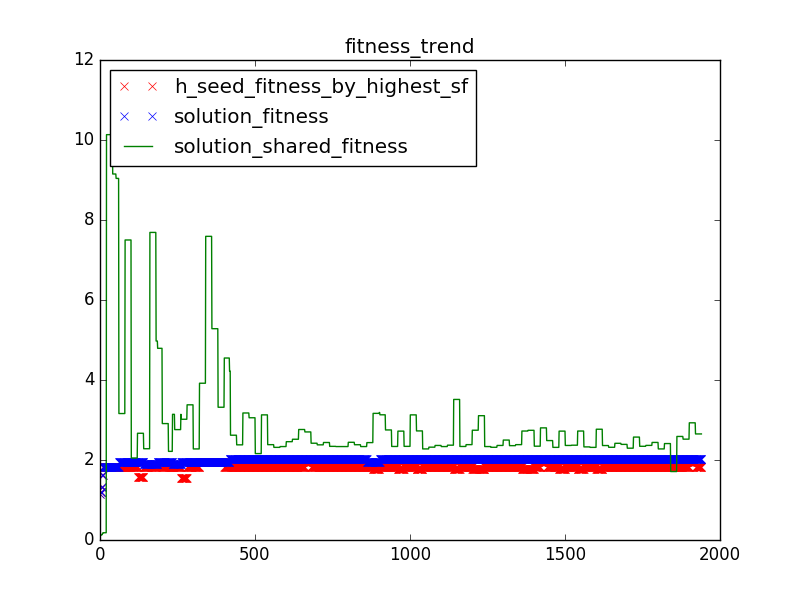 fitness_trend
h_seed_fitness_by_highest_sf
solution_fitness
solution_shared_fitness
12
10
8
6
4
2
0
0 500 1000 1500 2000